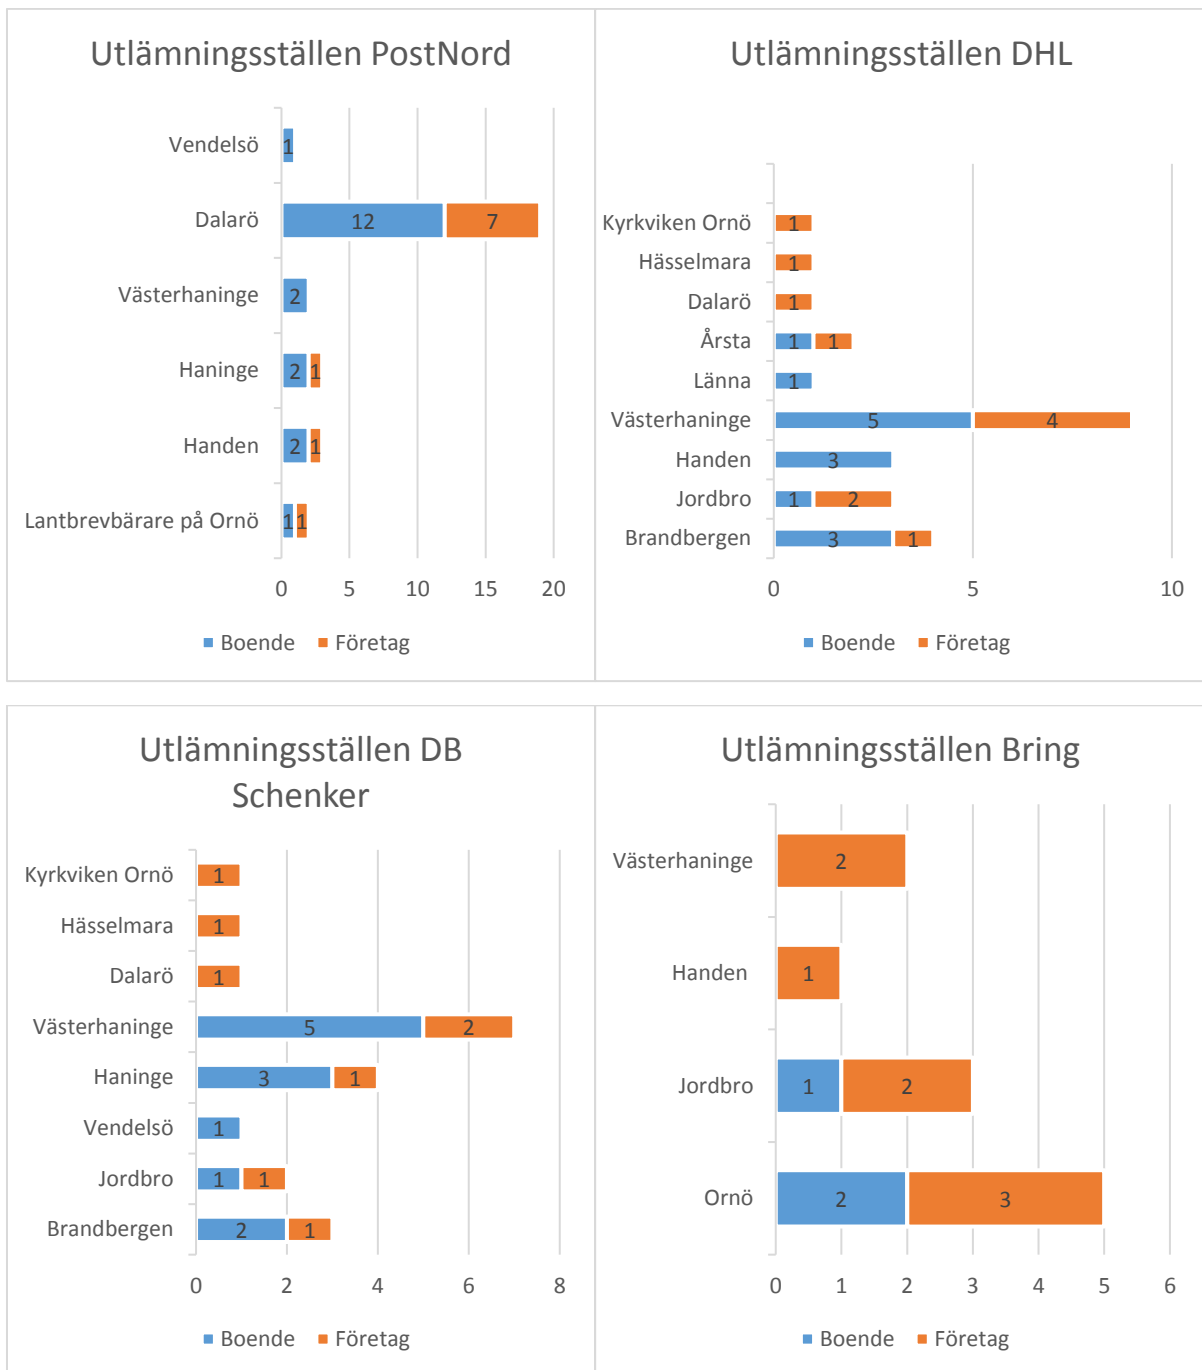 Utlämningsställen PostNord
Vendelsö
1
Dalarö
12 7
Västerhaninge
2
Haninge
2 1
Handen
2 1
Lantbrevbärare på Ornö
1 1
0 5 10 15 20
Boende Företag
Utlämningsställen DHL
Kyrkviken Ornö
1
Hässelmara
1
Dalarö
1
Årsta
1 1
Länna
1
Västerhaninge
5 4
Handen
3
Jordbro
1 2
Brandbergen
3 1
0 5 10
Boende Företag
Utlämningsställen DB
Schenker
Kyrkviken Ornö
1
Hässelmara
1
Dalarö
1
Västerhaninge
5 2
Haninge
3 1
Vendelsö
1
Jordbro
1 1
Brandbergen
2 1
0 2 4 6 8
Boende Företag
Utlämningsställen Bring
Västerhaninge
2
Handen
1
Jordbro
1 2
Ornö
2 3
0 1 2 3 4 5 6
Boende Företag